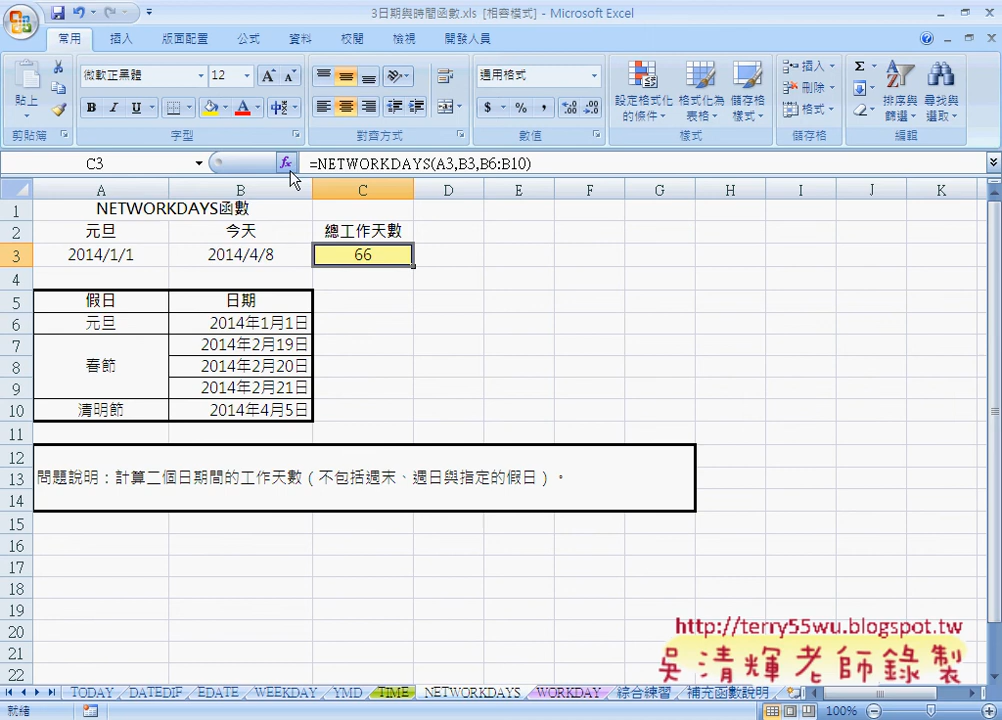 3日期與時間函數.xls [相容模式] - Microsoft Excel
常用 插入 版面配置 公式 資料 校閱 檢視 開發人員
貼上 微軟正黑體 12 通用格式 設定格式化的條件 格式化為表格 儲存格樣式 插入 刪除 格式 排序與篩選 尋找與選取
剪貼簿 字型 對齊方式 數值 樣式 儲存格 編輯
C3 =NETWORKDAYS(A3,B3,B6:B10)
A B C D E F G H I J K
1 NETWORKDAYS函數
2 元旦 今天 總工作天數
3 2014/1/1 2014/4/8 66
4
5 假日 日期
6 元旦 2014年1月1日
7 2014年2月19日
8 春節 2014年2月20日
9 2014年2月21日
10 清明節 2014年4月5日
11
12
13 問題說明：計算二個日期間的工作天數（不包括週末、週日與指定的假日）。
14
15
16
17
18
19
20
21
22
http://terry55wu.blogspot.tw
吳清輝老師錄製
TODAY DATEDIF EDATE WEEKDAY YMD TIME NETWORKDAYS WORKDAY 綜合練習 補充函數說明
就緒 100%